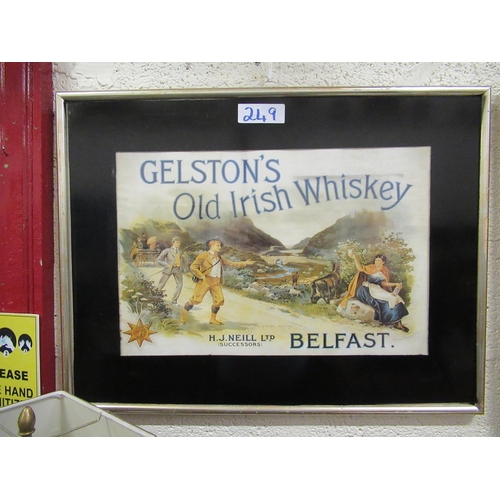 249
GELSTON'S
Old Irish Whiskey
H.J. NEILL LTD
(SUCCESSORS)
BELFAST.
EASE
HAND